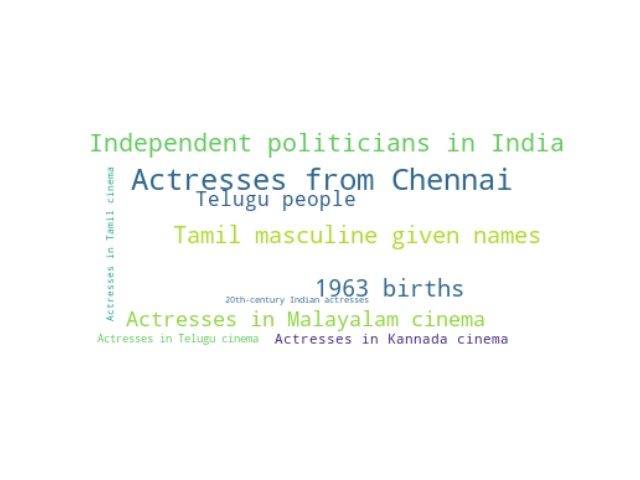 Independent politicians in India
Actresses in Tamil cinema
Actresses from Chennai
Telugu people
Tamil masculine given names
1963 births
20th-century Indian actresses
Actresses in Malayalam cinema
Actresses in Telugu cinema
Actresses in Kannada cinema